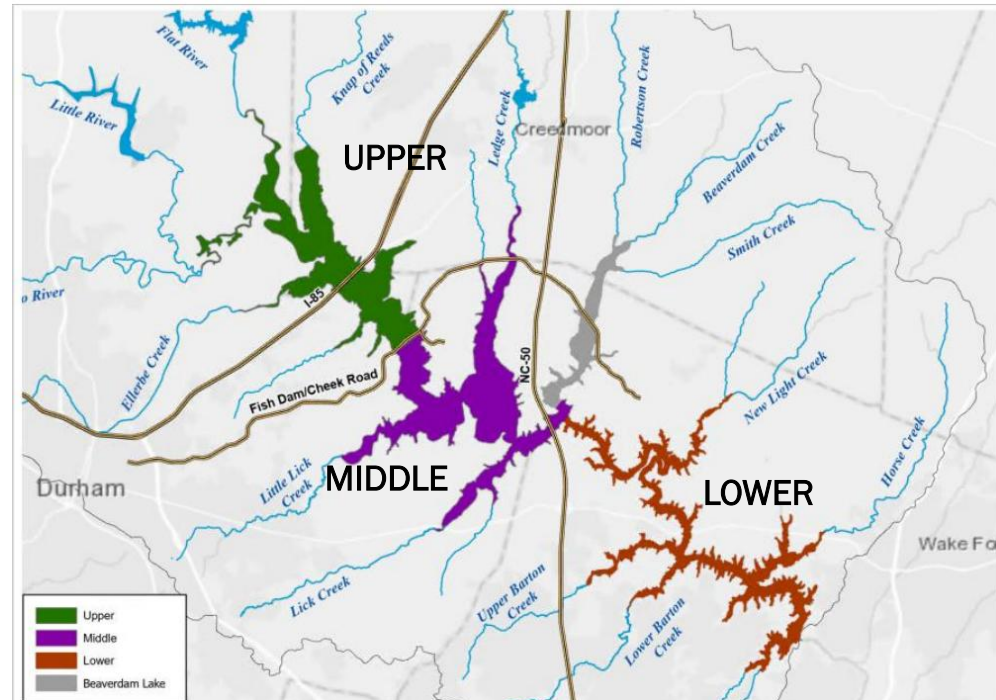 Flat River
Knap of Reeds
Creek
Little River
Ledge Creek
Robertson Creek
Creedmoor
UPPER
Beaverdam Creek
Smith Creek
o River
I-85
Ellerbe Creek
Fish Dam/Cheek Road
NC-50
New Light Creek
Horse Creek
Little Lick
Creek
MIDDLE
LOWER
Durham
Wake Fo
Lick Creek
Upper Barton
Creek
Lower Barton
Creek
Upper
Middle
Lower
Beaverdam Lake